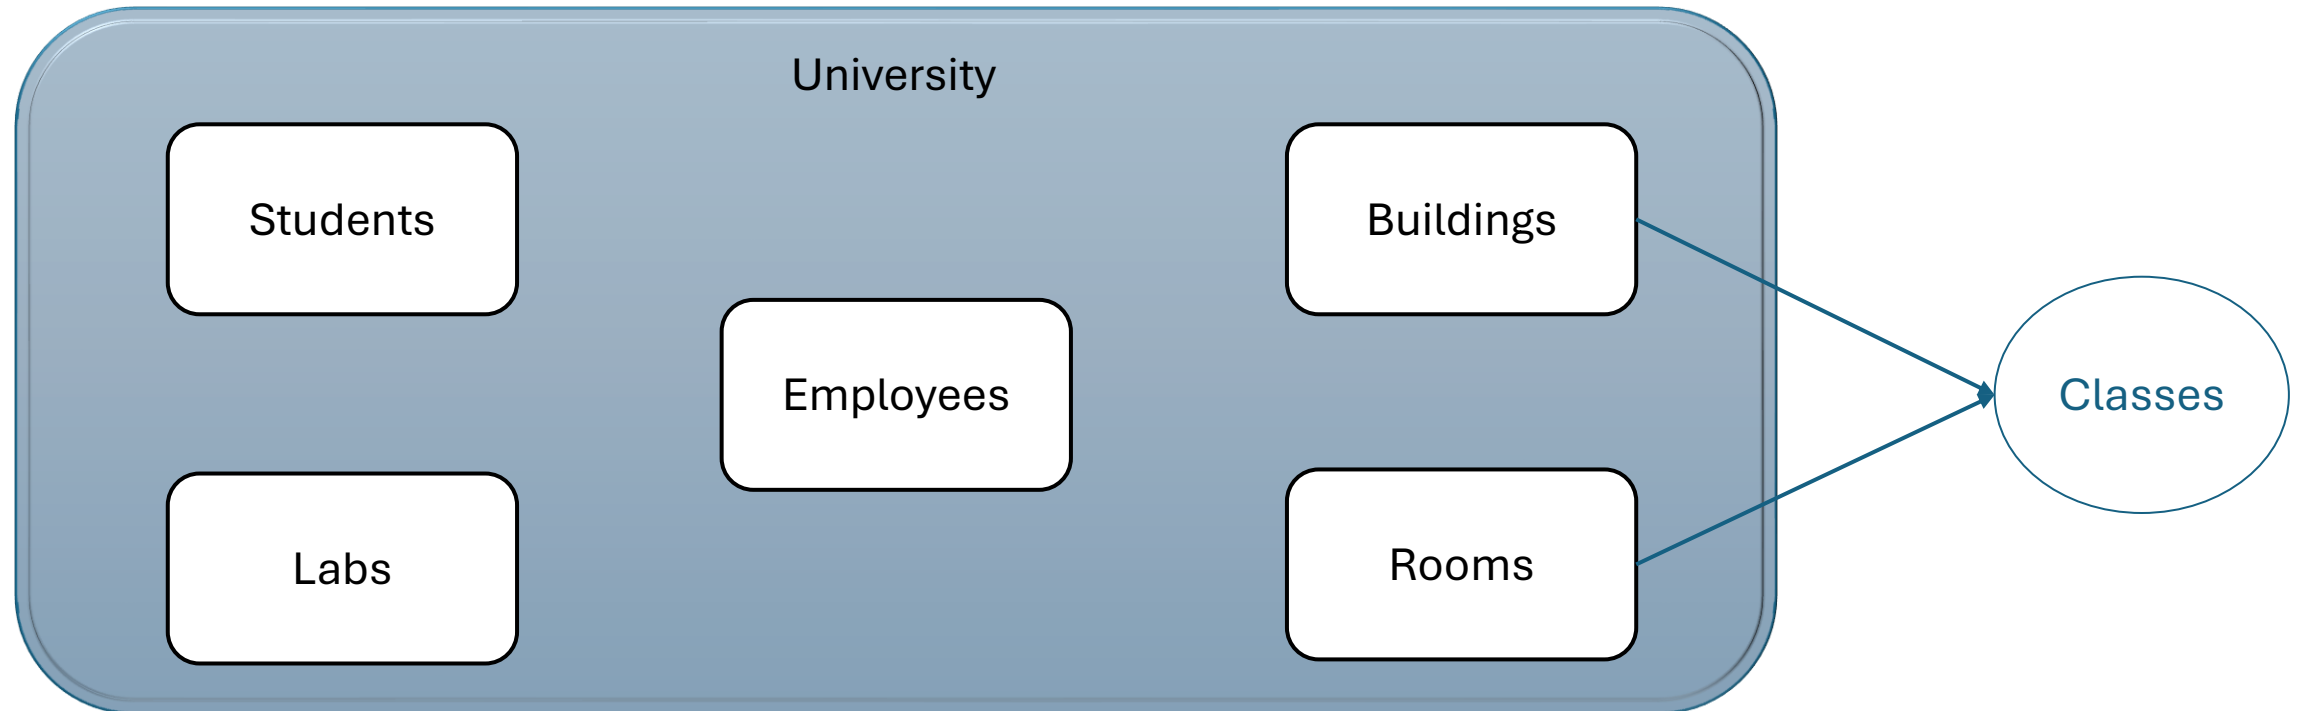 University
Students
Buildings
Employees
Classes
Labs
Rooms